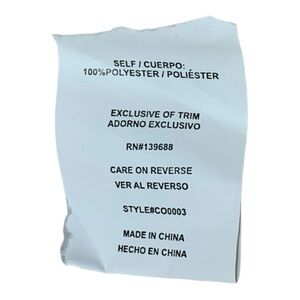 SELF / CUERPO:
100%POLYESTER / POLIÉSTER
EXCLUSIVE OF TRIM
ADORNO EXCLUSIVO
RN#139688
CARE ON REVERSE
VER AL REVERSO
STYLE#CO0003
MADE IN CHINA
HECHO EN CHINA